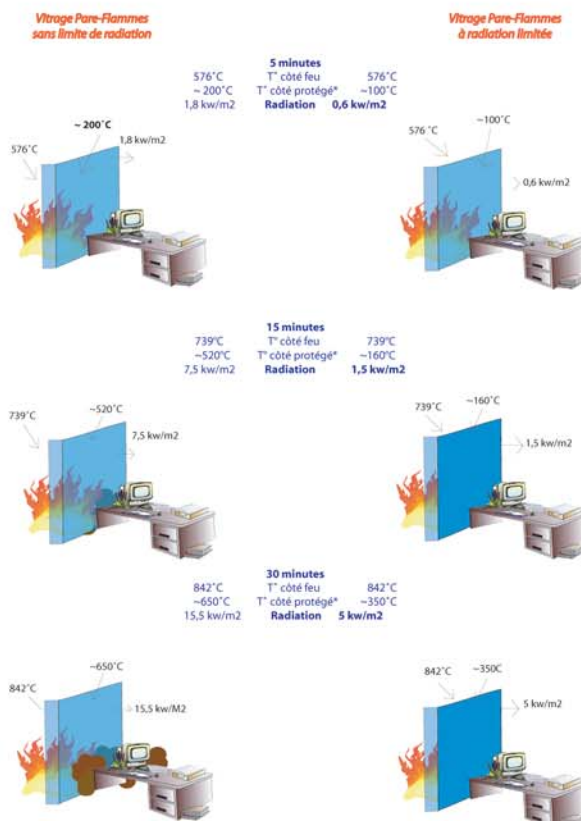 Vitrage Pare-Flammes
sans limite de radiation
Vitrage Pare-Flammes
à radiation limitée
5 minutes
576°C T° côté feu 576°C
~ 200°C T° côté protégé* ~100°C
1,8 kw/m2 Radiation 0,6 kw/m2
~ 200°C
576°C
1,8 kw/m2
~100°C
576 °C
0,6 kw/m2
15 minutes
739°C T° côté feu 739°C
~520°C T° côté protégé* ~160°C
7,5 kw/m2 Radiation 1,5 kw/m2
~520°C
739°C
7,5 kw/m2
~160°C
739°C
1,5 kw/m2
30 minutes
842°C T° côté feu 842°C
~650°C T° côté protégé* ~350°C
15,5 kw/m2 Radiation 5 kw/m2
~650°C
842°C
15,5 kw/M2
~350C
842°C
5 kw/m2